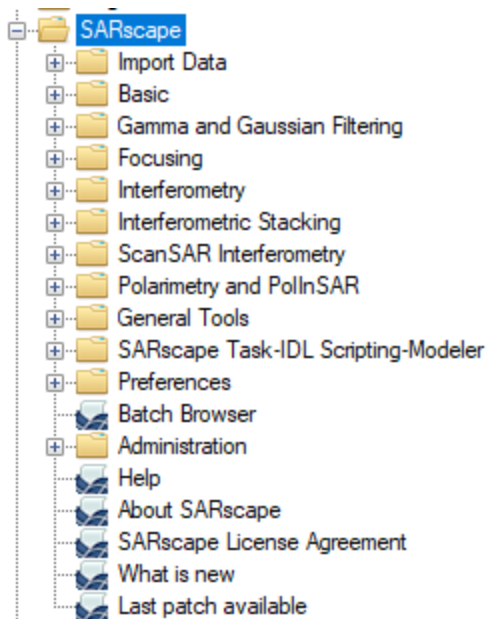 SARscape
Import Data
Basic
Gamma and Gaussian Filtering
Focusing
Interferometry
Interferometric Stacking
ScanSAR Interferometry
Polarimetry and PolInSAR
General Tools
SARscape Task-IDL Scripting-Modeler
Preferences
Batch Browser
Administration
Help
About SARscape
SARscape License Agreement
What is new
Last patch available